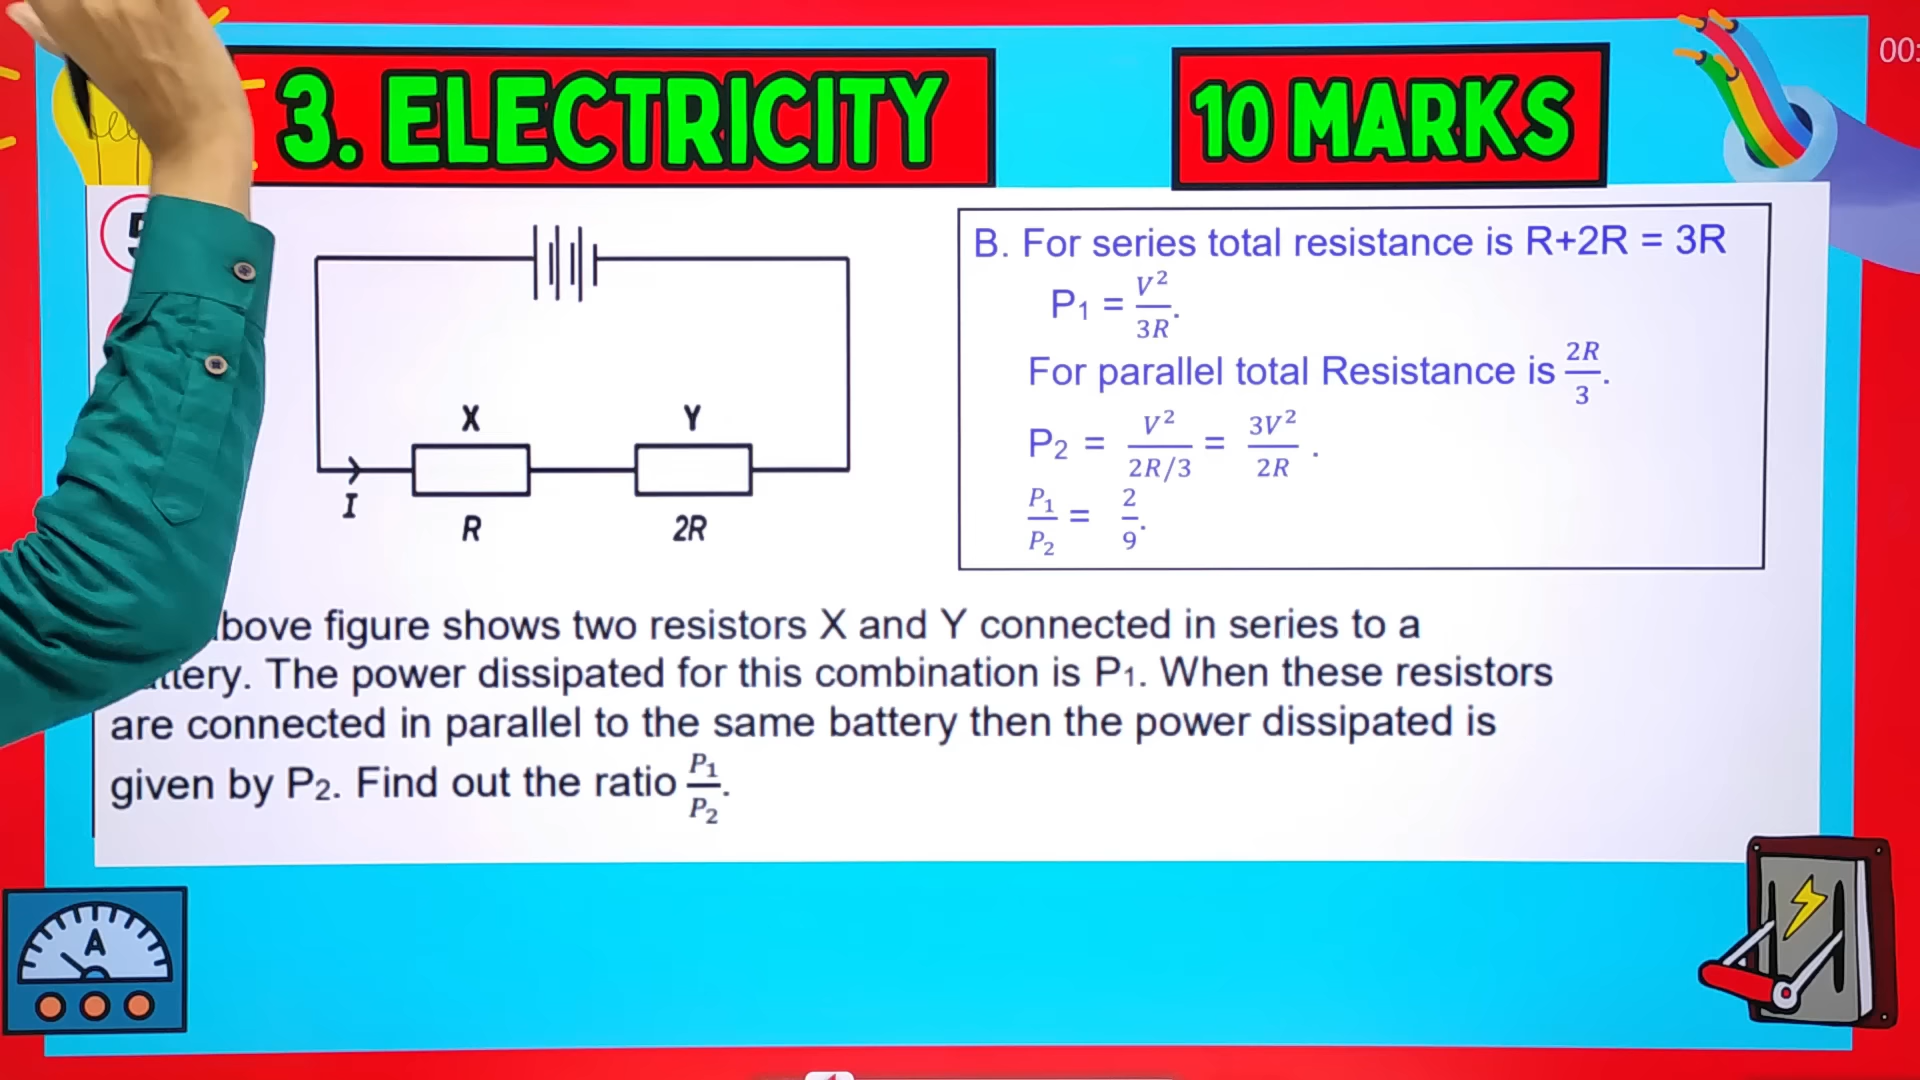 3. ELECTRICITY
10 MARKS
00:
5
X
Y
I
R
2R
B. For series total resistance is R+2R = 3R
P₁ = V²/3R.
For parallel total Resistance is 2R/3.
P₂ = V²/2R/3 = 3V²/2R .
P₁/P₂ = 2/9.
above figure shows two resistors X and Y connected in series to a
battery. The power dissipated for this combination is P₁. When these resistors
are connected in parallel to the same battery then the power dissipated is
given by P₂. Find out the ratio P₁/P₂.
A